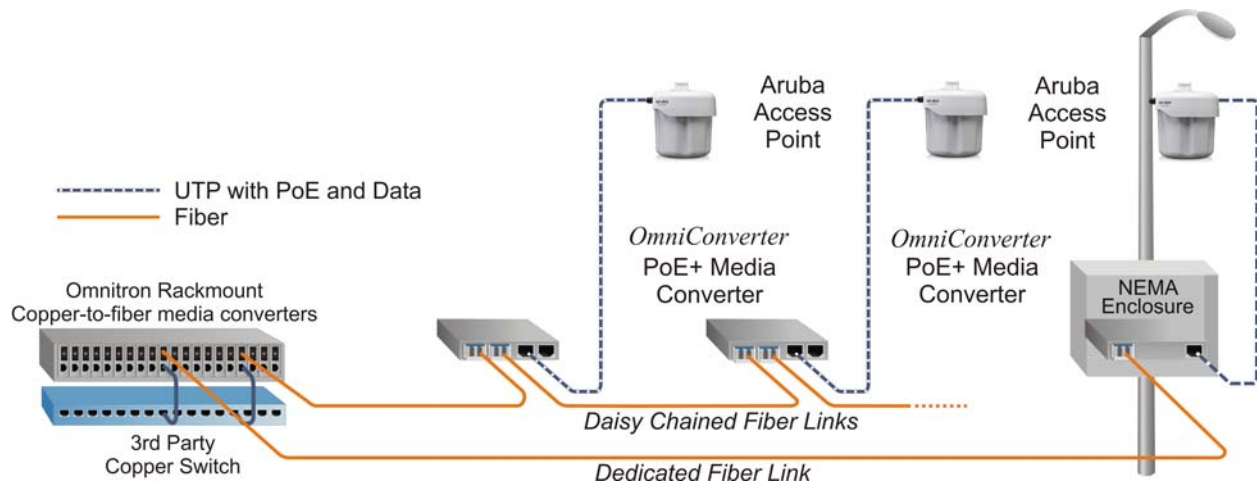 Aruba
Access
Point
Aruba
Access
Point
UTP with PoE and Data
Fiber
OmniConverter
PoE+ Media
Converter
OmniConverter
PoE+ Media
Converter
NEMA
Enclosure
Omnitron Rackmount
Copper-to-fiber media converters
3rd Party
Copper Switch
Daisy Chained Fiber Links
Dedicated Fiber Link